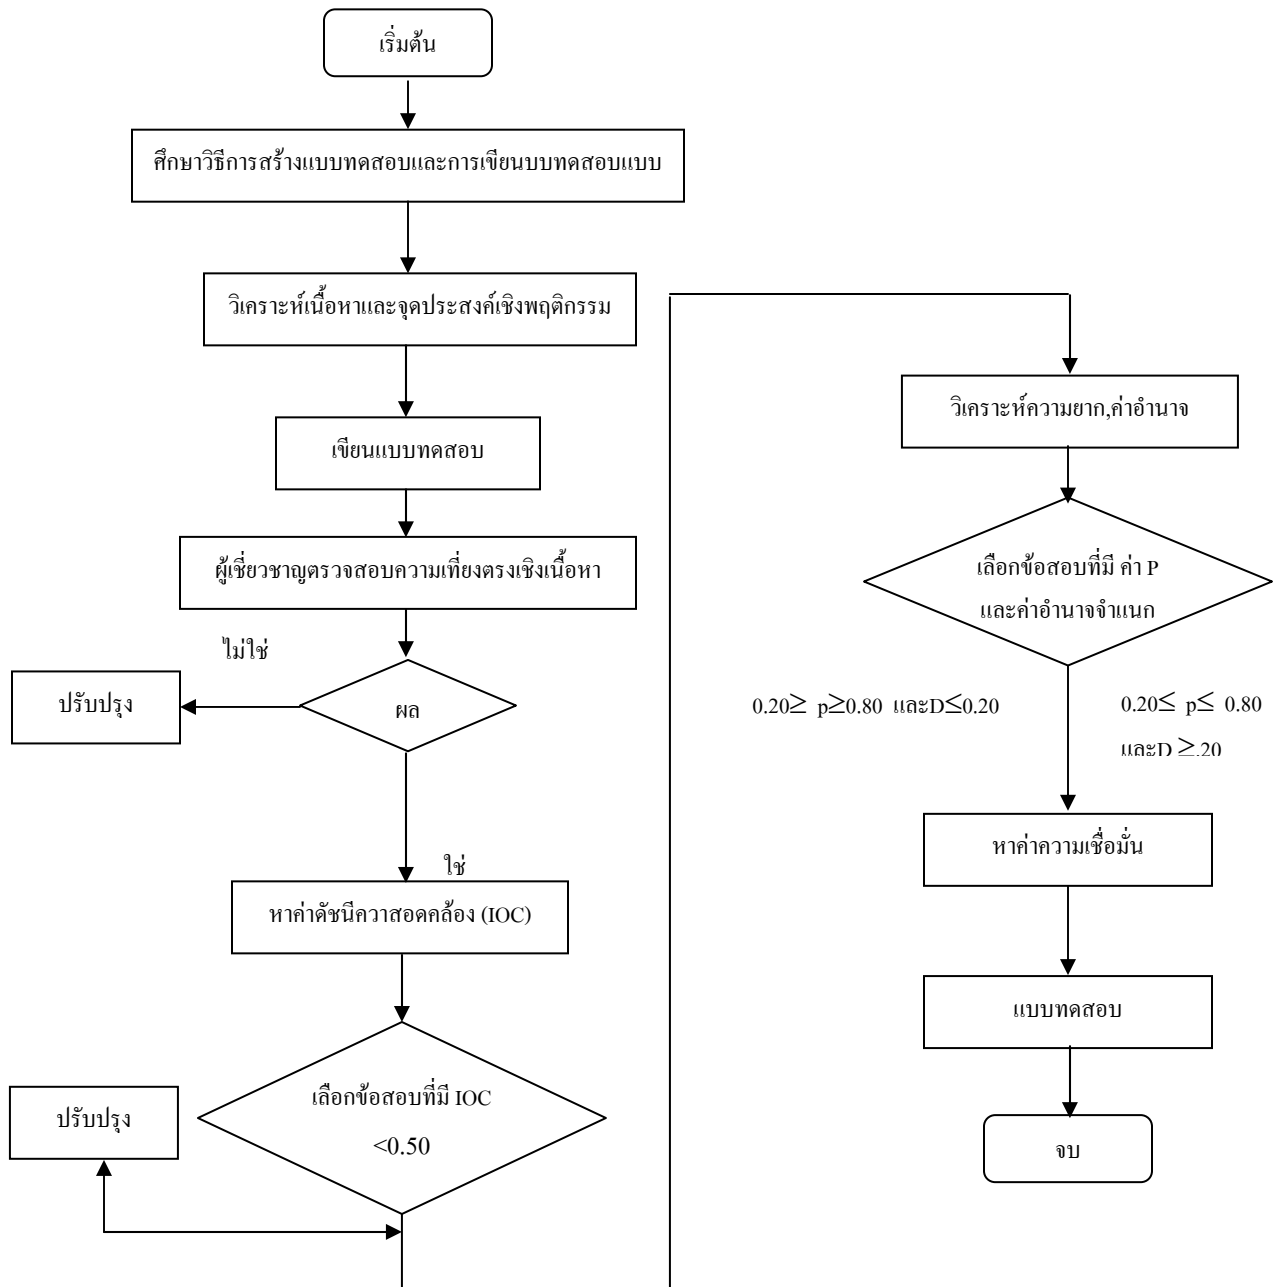 เริ่มต้น
ศึกษาวิธีการสร้างแบบทดสอบและการเขียนบบทดสอบแบบ
วิเคราะห์เนื้อหาและจุดประสงค์เชิงพฤติกรรม
เขียนแบบทดสอบ
ผู้เชี่ยวชาญตรวจสอบความเที่ยงตรงเชิงเนื้อหา
ไม่ใช่
ปรับปรุง
ผล
ใช่
หาค่าดัชนีควาสอดคล้อง (IOC)
เลือกข้อสอบที่มี IOC
<0.50
ปรับปรุง
วิเคราะห์ความยาก,ค่าอำนาจ
เลือกข้อสอบที่มี ค่า P
และค่าอำนาจจำแนก
0.20≥ p≥0.80 และD≤0.20
0.20≤ p≤ 0.80
และD ≥.20
หาค่าความเชื่อมั่น
แบบทดสอบ
จบ